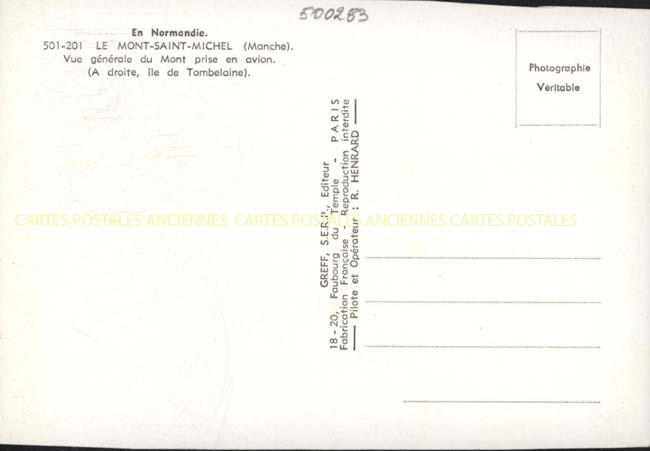 500283
En Normandie.
501-201 LE MONT-SAINT-MICHEL (Manche).
Vue générale du Mont prise en avion.
(A droite, île de Tombelaine).
Photographie
Véritable
GREFF, S.E.R.P., Editeur
18-20, Faubourg du Temple - PARIS
Fabrication Française - Reproduction interdite
Pilote et Opérateur : R. HENRARD
CARTES POSTALES ANCIENNES CARTES POSTALES ANCIENNES CARTES POSTALES